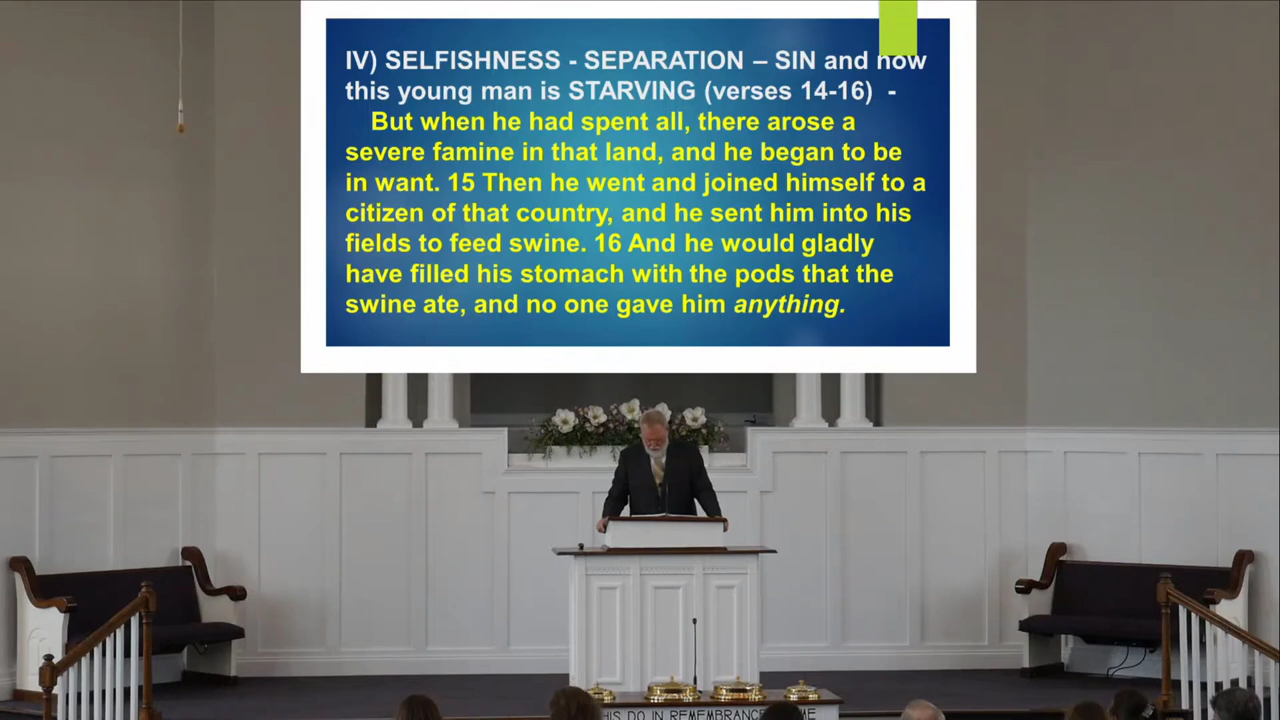 IV) SELFISHNESS - SEPARATION – SIN and now
this young man is STARVING (verses 14-16) -
But when he had spent all, there arose a
severe famine in that land, and he began to be
in want. 15 Then he went and joined himself to a
citizen of that country, and he sent him into his
fields to feed swine. 16 And he would gladly
have filled his stomach with the pods that the
swine ate, and no one gave him anything.
DO IN REMEMBRANCE